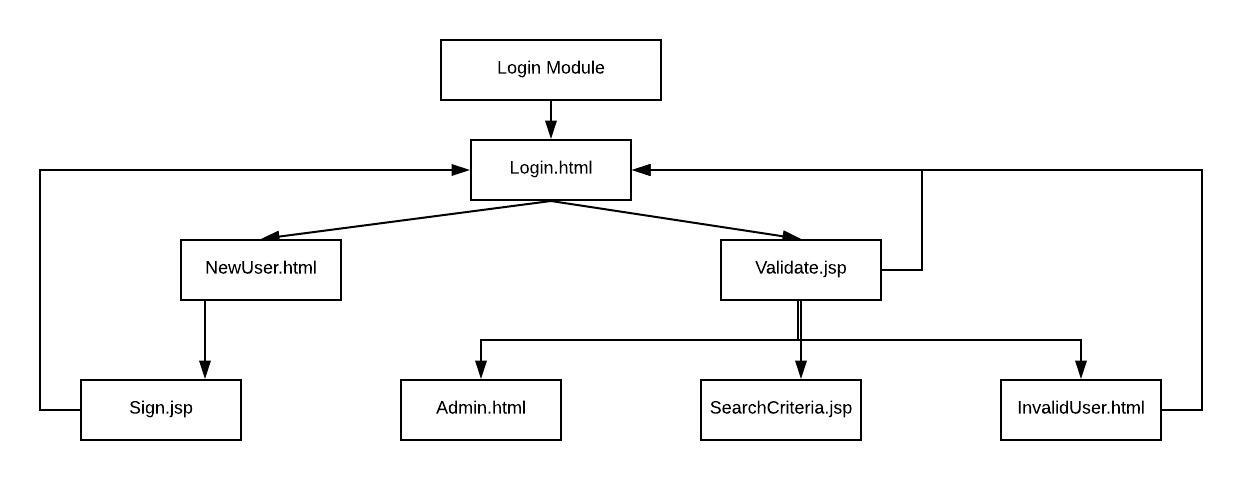 Login Module
Login.html
NewUser.html
Validate.jsp
Sign.jsp
Admin.html
SearchCriteria.jsp
InvalidUser.html